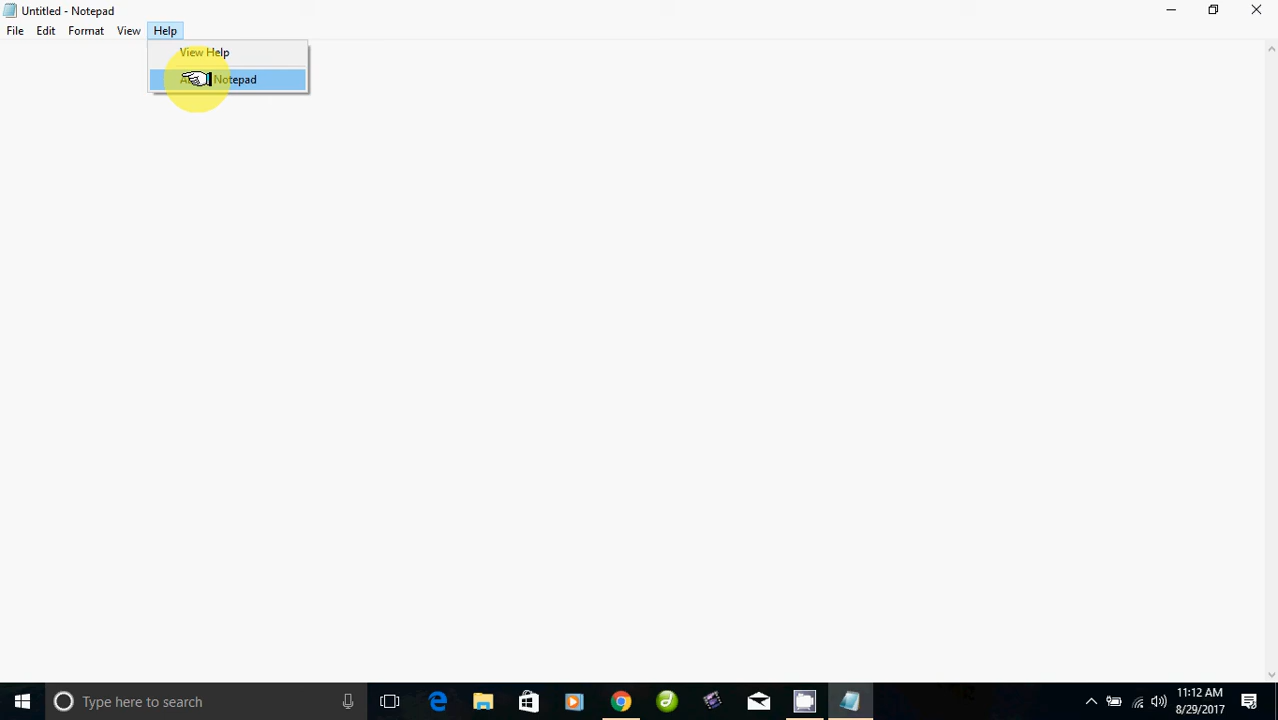 Untitled - Notepad
File Edit Format View Help
View Help
Notepad
Type here to search
11:12 AM
8/29/2017